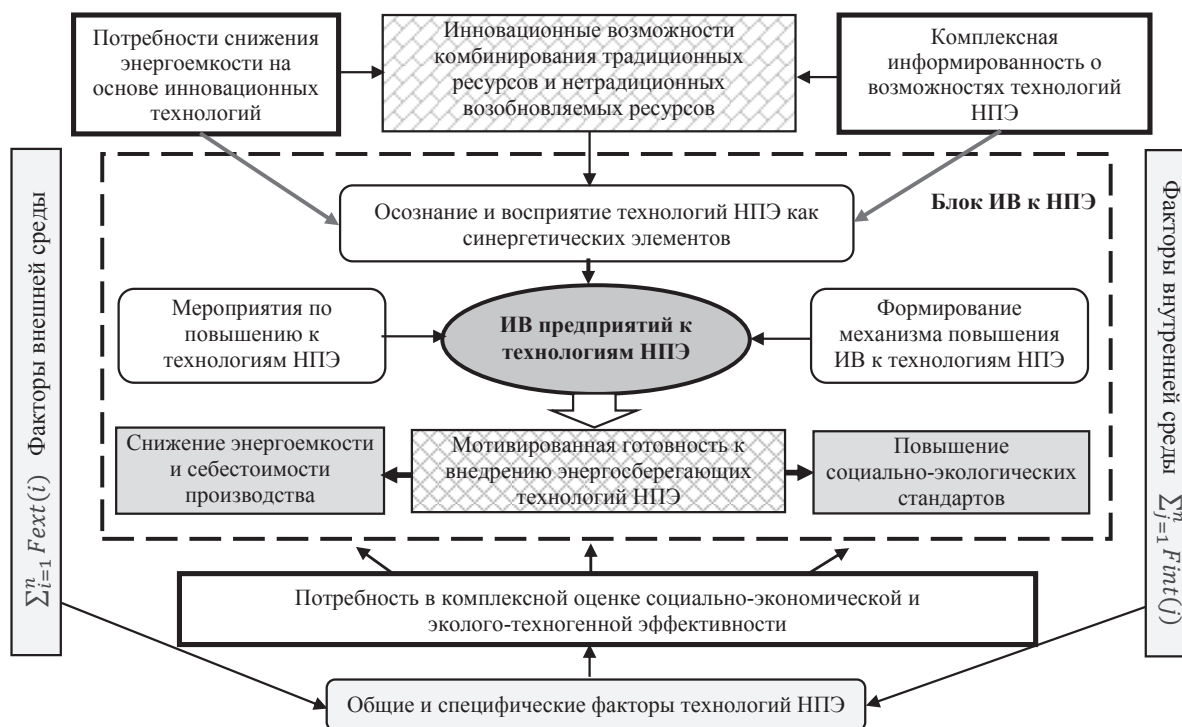 Потребности снижения
энергоемкости на
основе инновационных
технологий
Инновационные возможности
комбинирования традиционных
ресурсов и нетрадиционных
возобновляемых ресурсов
Комплексная
информированность о
возможностях технологий
НПЭ
Факторы внешней среды
∑ⁿᵢ₌₁ Fext(i)
Блок ИВ к НПЭ
Осознание и восприятие технологий НПЭ как
синергетических элементов
Мероприятия по
повышению к
технологиям НПЭ
ИВ предприятий к
технологиям НПЭ
Формирование
механизма повышения
ИВ к технологиям НПЭ
Снижение энергоемкости
и себестоимости
производства
Мотивированная готовность к
внедрению энергосберегающих
технологий НПЭ
Повышение
социально-экологических
стандартов
Факторы внутренней среды
∑ⁿⱼ₌₁ Fint(j)
Потребность в комплексной оценке социально-экономической и
эколого-техногенной эффективности
Общие и специфические факторы технологий НПЭ